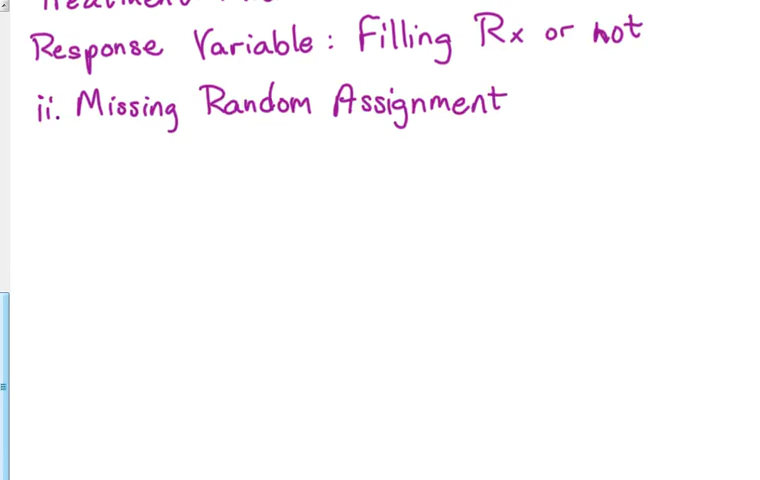 Response Variable: Filling Rx or not
ii. Missing Random Assignment